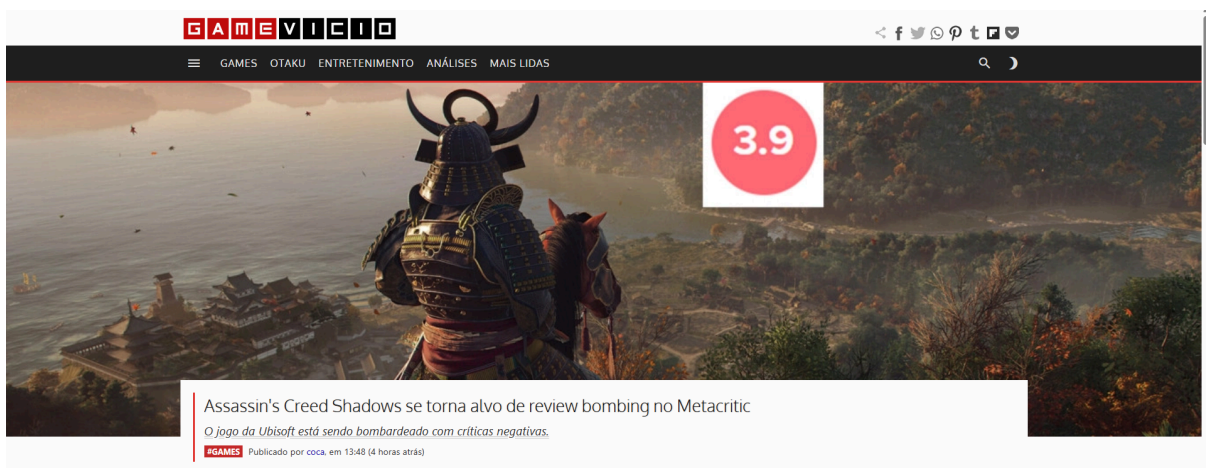 GAMEVICIO
GAMES OTAKU ENTRETENIMENTO ANÁLISES MAIS LIDAS
3.9
Assassin's Creed Shadows se torna alvo de review bombing no Metacritic
O jogo da Ubisoft está sendo bombardeado com críticas negativas.
#GAMES Publicado por coca, em 13:48 (4 horas atrás)